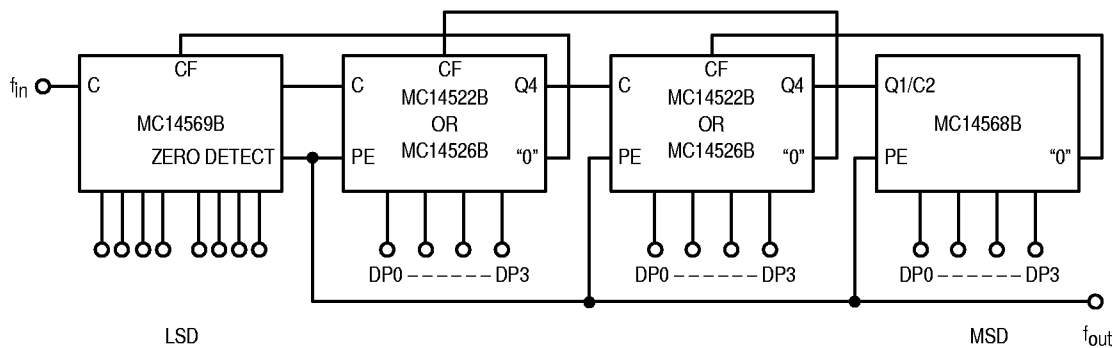 CF CF CF
fin C C Q4 C Q4 Q1/C2
MC14522B MC14522B
MC14569B OR OR MC14568B
MC14526B MC14526B
ZERO DETECT PE “0” PE “0” PE “0”
DP0 – – – – – – DP3 DP0 – – – – – – DP3 DP0 – – – – – – DP3
LSD MSD fout